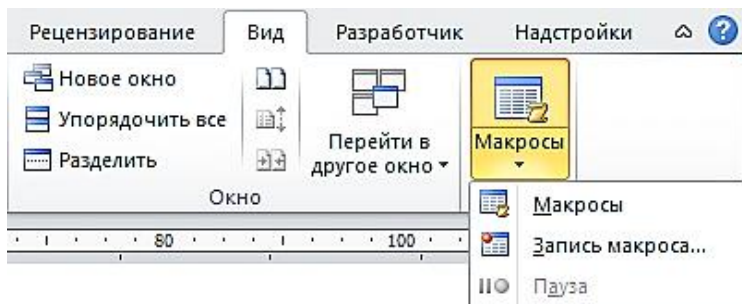 Рецензирование Вид Разработчик Надстройки
Новое окно
Упорядочить все
Разделить
Перейти в
другое окно
Макросы
Окно
80 100
Макросы
Запись макроса...
Пауза